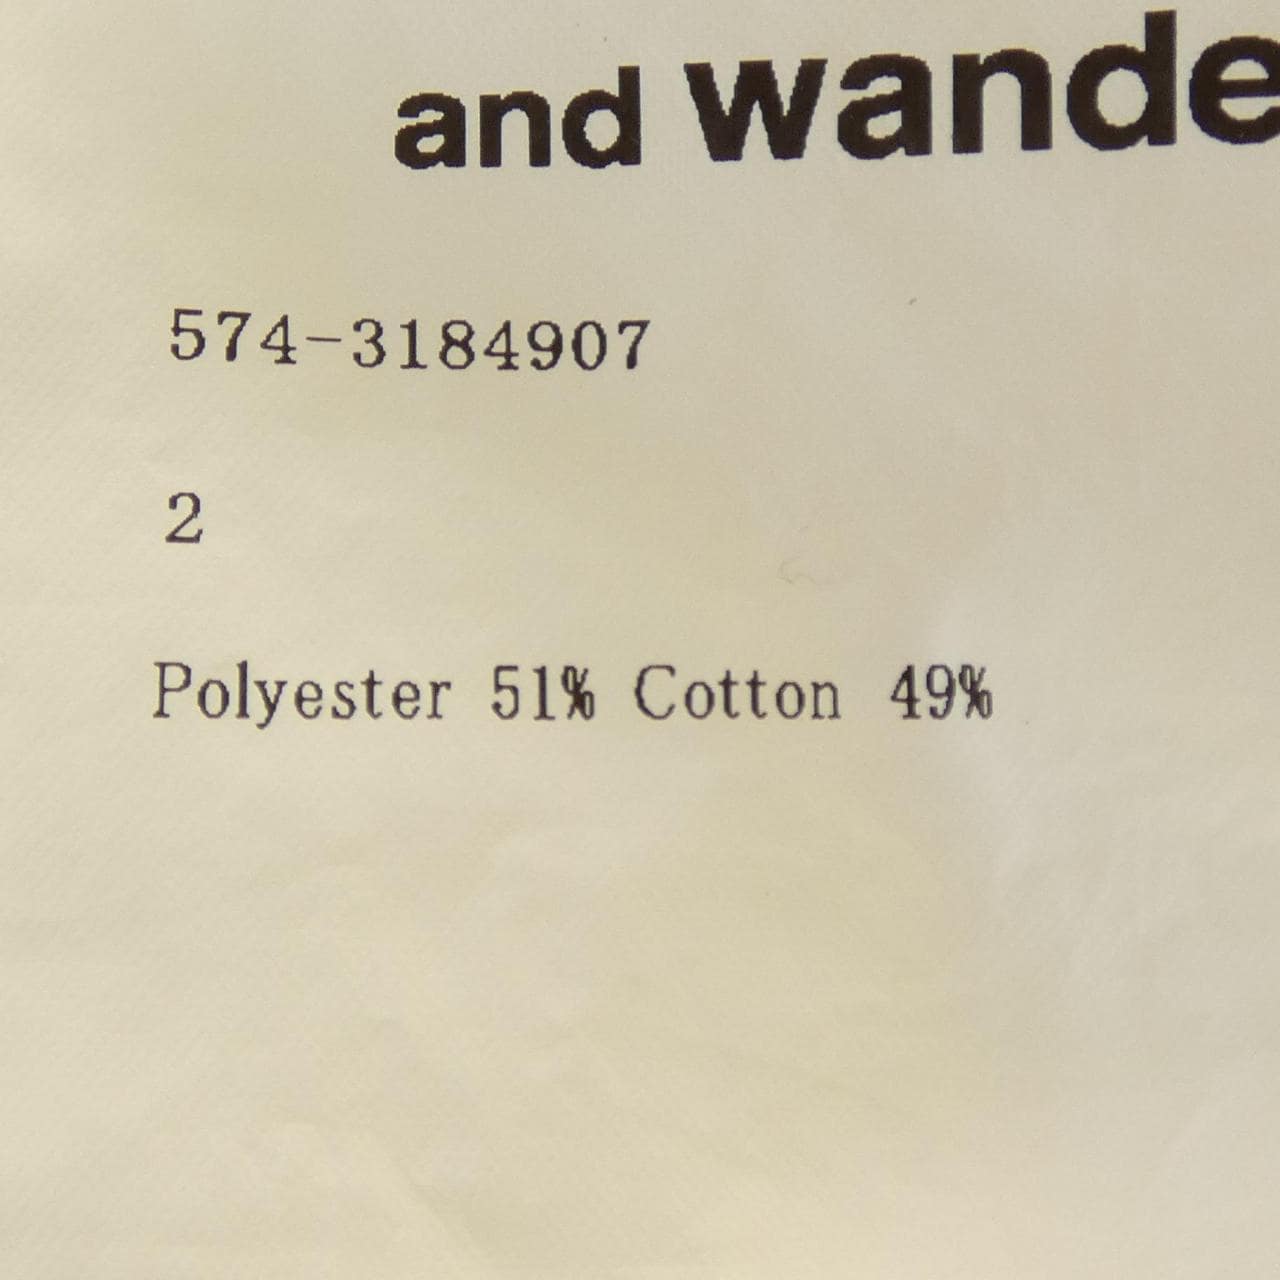 and wande
574-3184907
2
Polyester 51% Cotton 49%